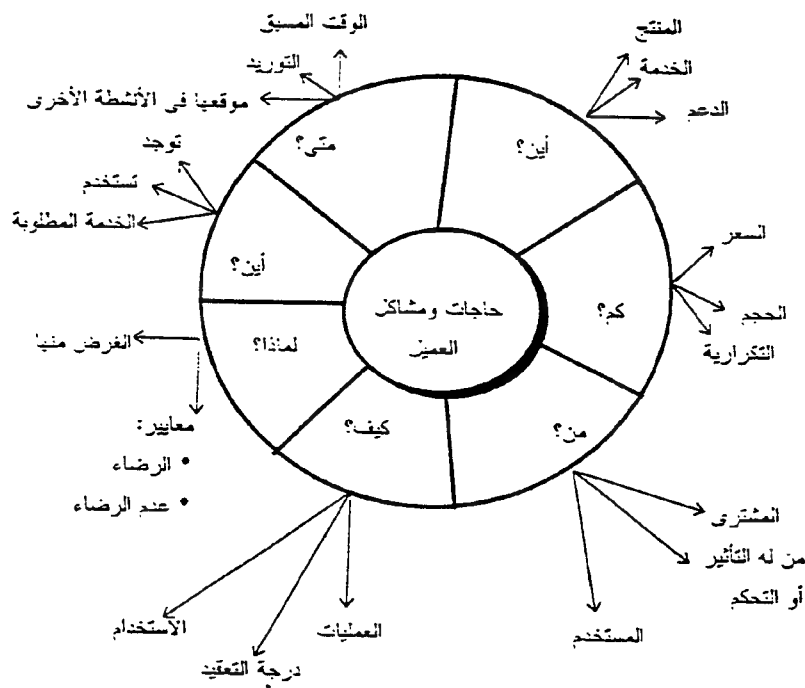 الوقت المسبق
التوريد
موقعها فى الأنشطة الأخرى
المنتج
الخدمة
الدعم
متى؟
أين؟
توجد
تستخدم
الخدمة المطلوبة
أين؟
السعر
الحجم
التكرارية
كم؟
حاجات ومشاكل
العميل
الغرض منها
لماذا؟
معايير:
• الرضاء
• عدم الرضاء
كيف؟
من؟
المشترى
من له التأثير
أو التحكم
المستخدم
العمليات
درجة التعقيد
الاستخدام